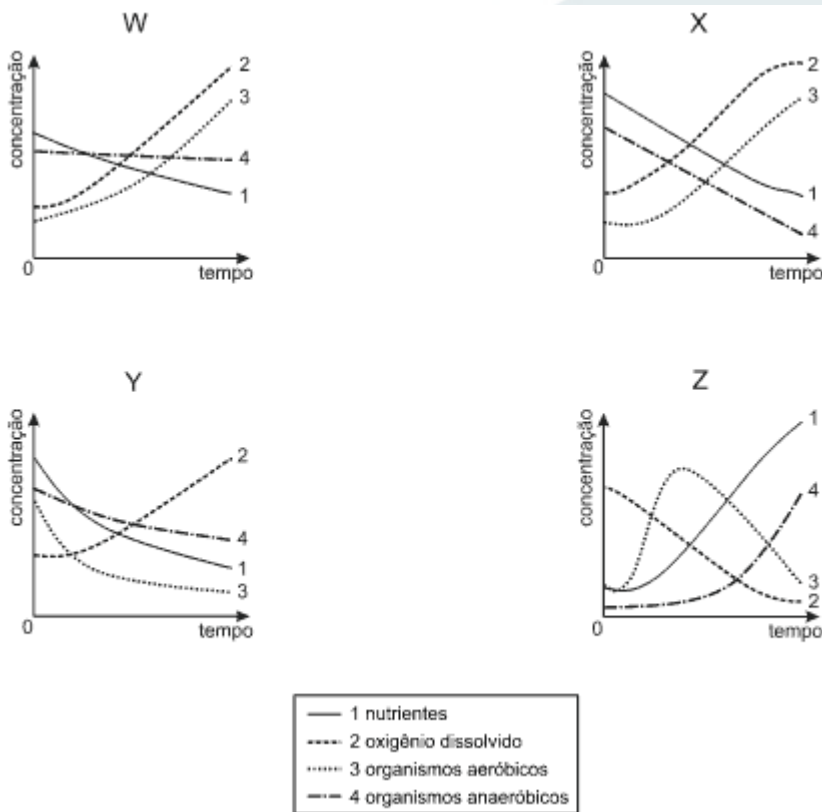 W
concentração
2
3
4
1
0
tempo
X
concentração
2
3
1
4
0
tempo
Y
concentração
2
4
1
3
0
tempo
Z
concentração
1
4
3
2
0
tempo
1 nutrientes
2 oxigênio dissolvido
3 organismos aeróbicos
4 organismos anaeróbicos